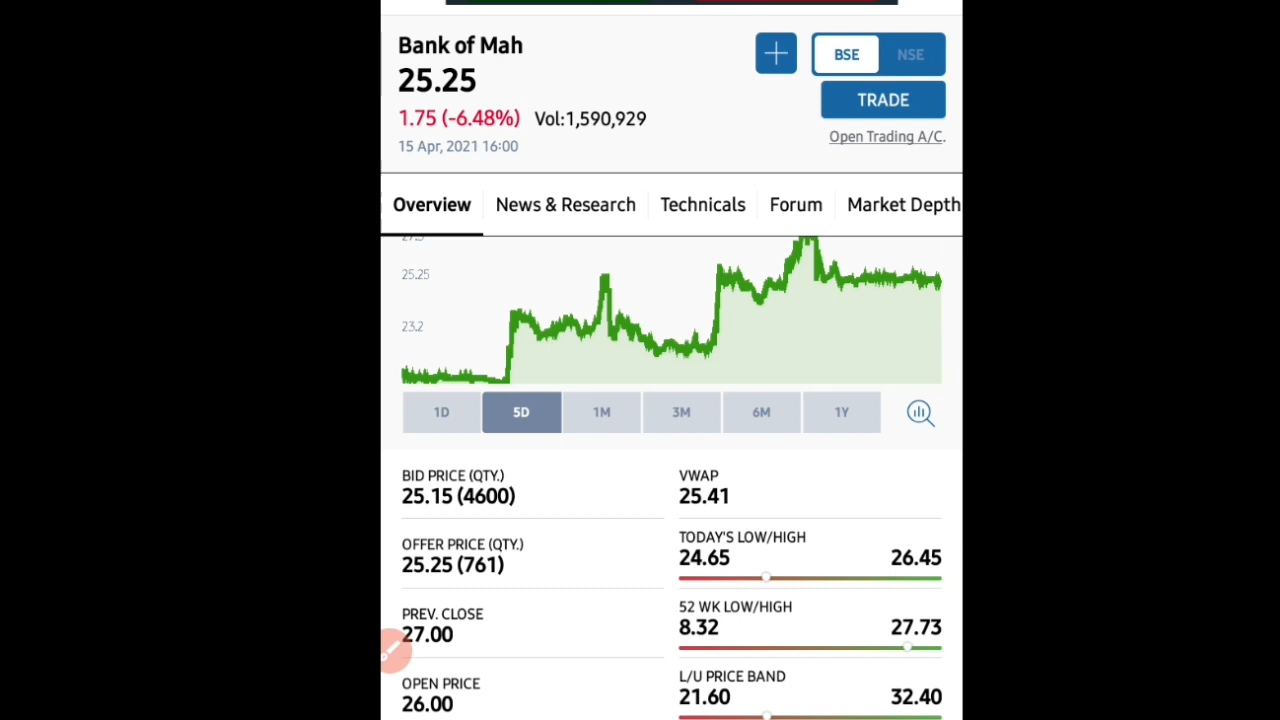 Bank of Mah
25.25
1.75 (-6.48%) Vol:1,590,929
15 Apr, 2021 16:00
BSE NSE
TRADE
Open Trading A/C.
Overview News & Research Technicals Forum Market Depth
25.25
23.2
1D 5D 1M 3M 6M 1Y
BID PRICE (QTY.)
25.15 (4600)
VWAP
25.41
OFFER PRICE (QTY.)
25.25 (761)
TODAY'S LOW/HIGH
24.65 26.45
PREV. CLOSE
27.00
52 WK LOW/HIGH
8.32 27.73
OPEN PRICE
26.00
L/U PRICE BAND
21.60 32.40